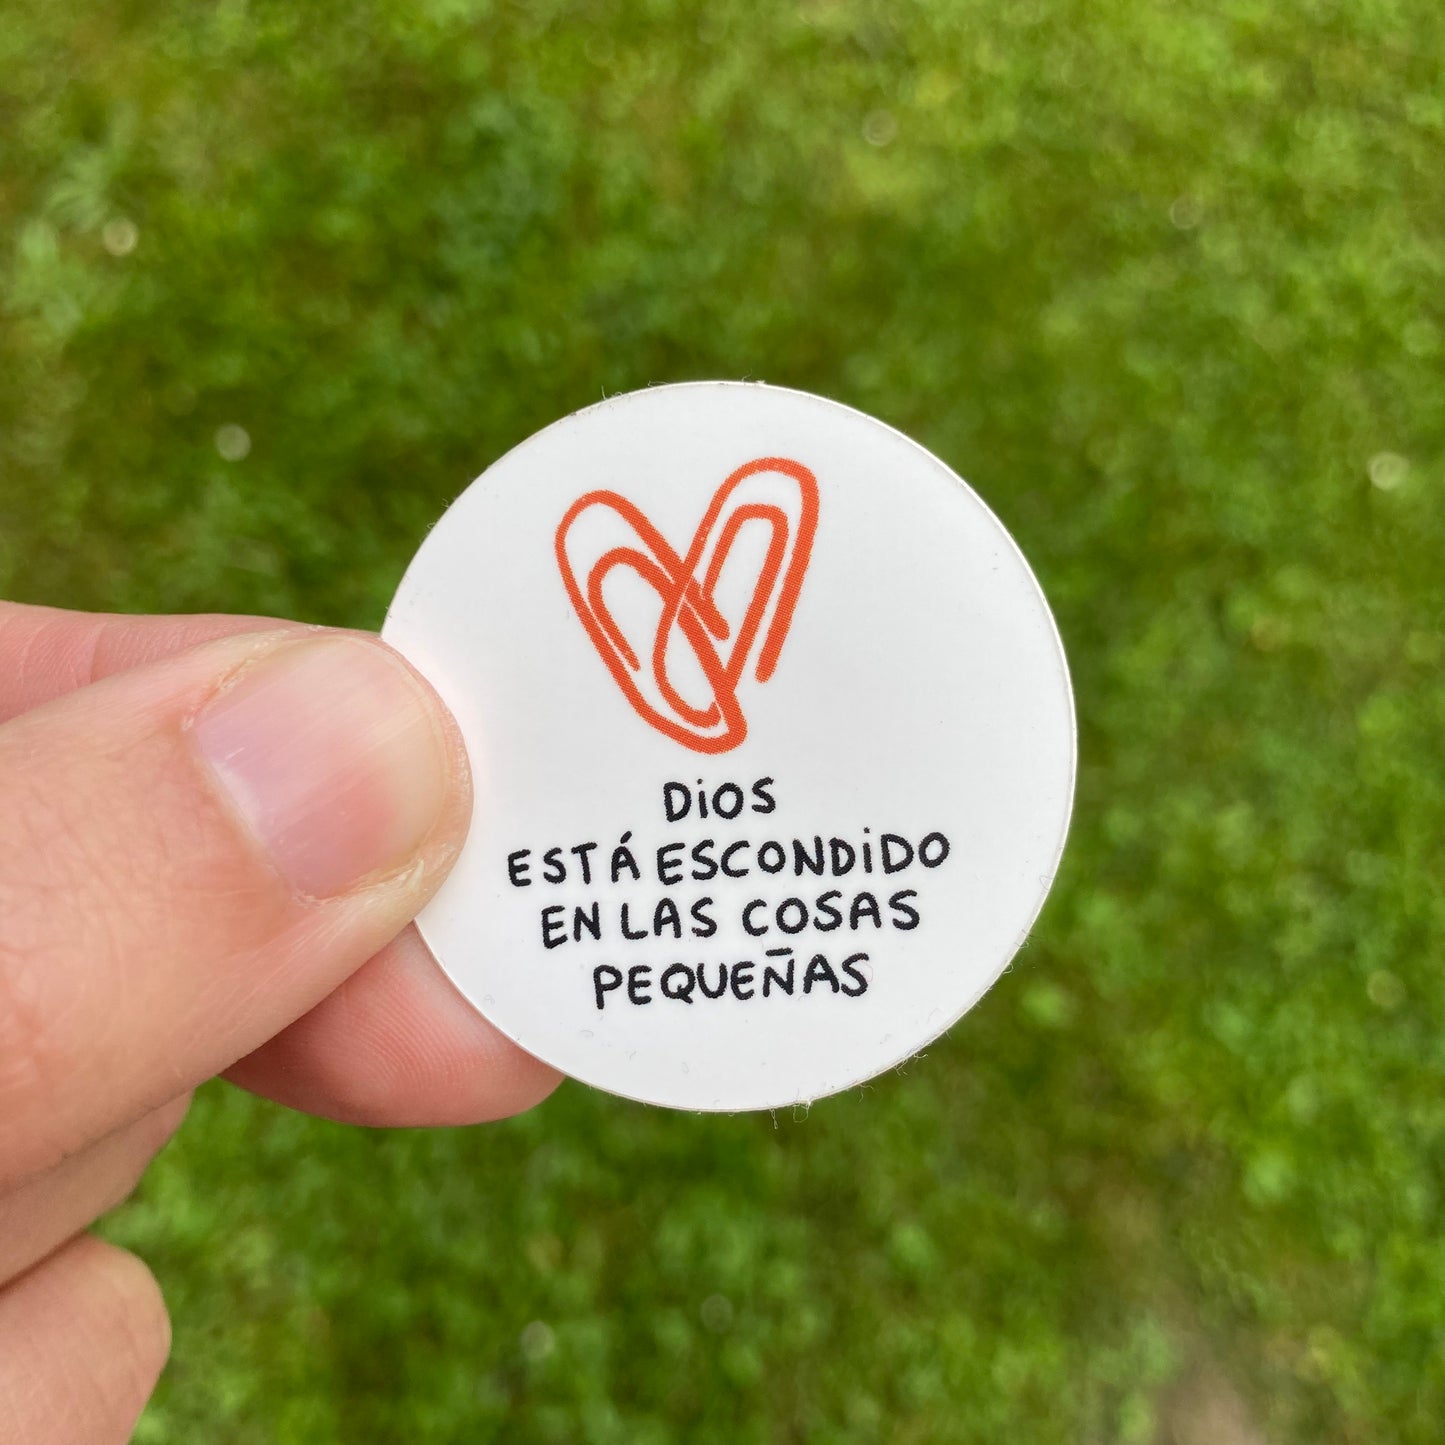 DiOS
ESTÁ ESCONDiDO
EN LAS COSAS
PEQUEÑAS